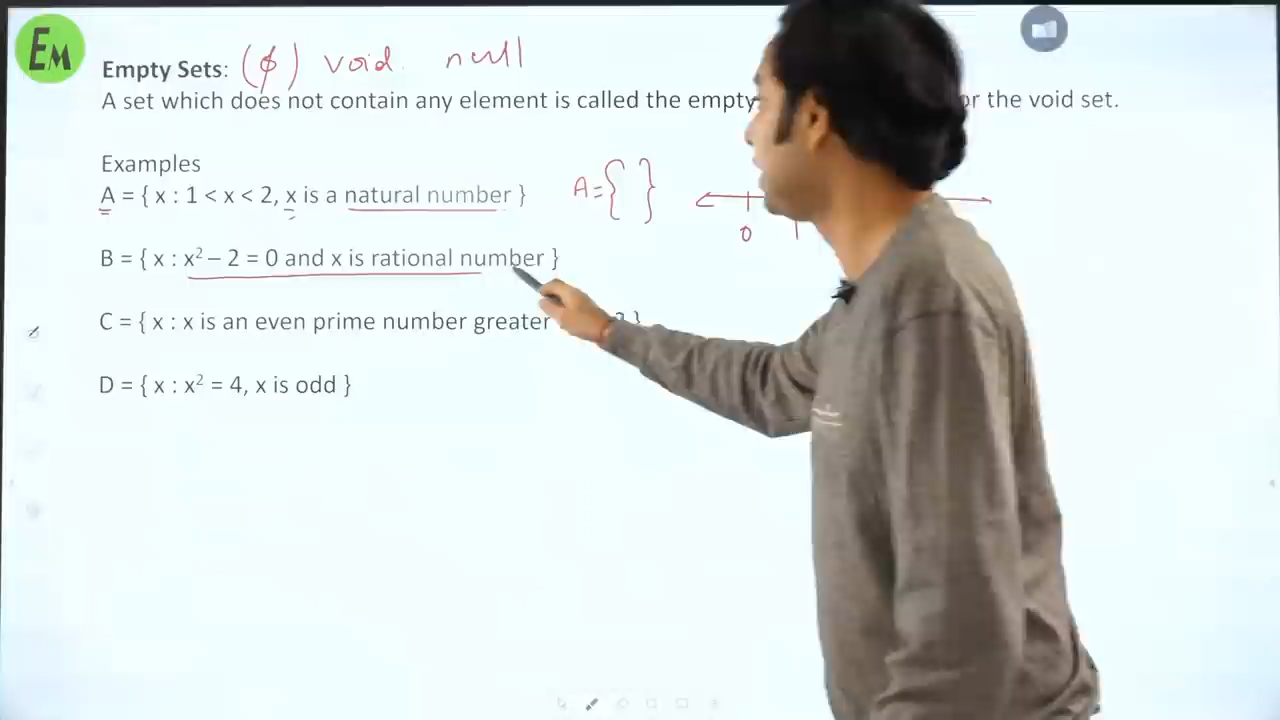 EM
Empty Sets: (ϕ) void null
A set which does not contain any element is called the empty or the void set.
Examples
A = { x : 1 < x < 2, x is a natural number } A = { }
0 1
B = { x : x² – 2 = 0 and x is rational number }
C = { x : x is an even prime number greater 2 }
D = { x : x² = 4, x is odd }